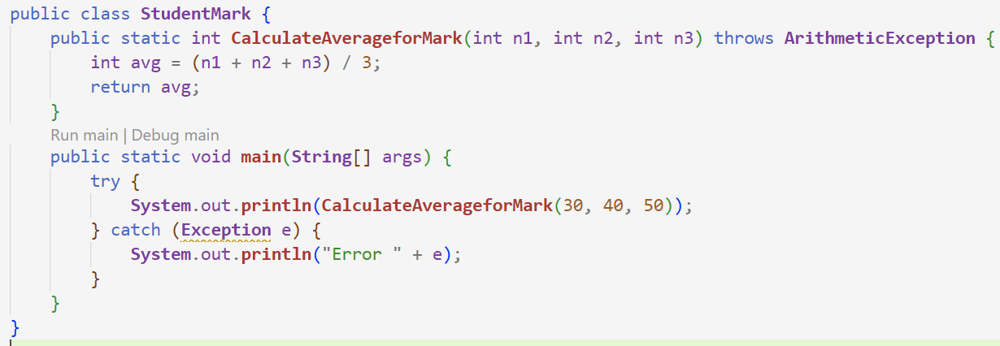 public class StudentMark {
    public static int CalculateAverageforMark(int n1, int n2, int n3) throws ArithmeticException {
        int avg = (n1 + n2 + n3) / 3;
        return avg;
    }
    Run main | Debug main
    public static void main(String[] args) {
        try {
            System.out.println(CalculateAverageforMark(30, 40, 50));
        } catch (Exception e) {
            System.out.println("Error " + e);
        }
    }
}